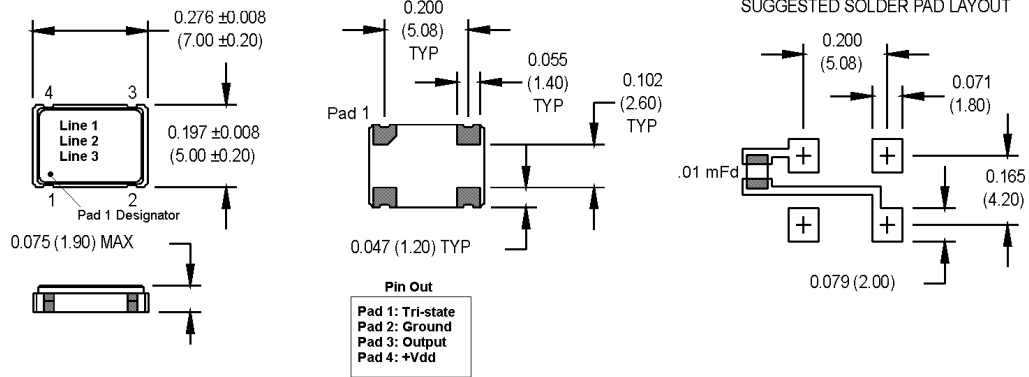 0.276 ±0.008
(7.00 ±0.20)
4
3
Line 1
Line 2
Line 3
1
2
Pad 1 Designator
0.197 ±0.008
(5.00 ±0.20)
0.075 (1.90) MAX
0.200
(5.08)
TYP
0.055
(1.40)
TYP
0.102
(2.60)
TYP
Pad 1
0.047 (1.20) TYP
Pin Out
Pad 1: Tri-state
Pad 2: Ground
Pad 3: Output
Pad 4: +Vdd
SUGGESTED SOLDER PAD LAYOUT
0.200
(5.08)
0.071
(1.80)
.01 mFd
0.165
(4.20)
0.079 (2.00)